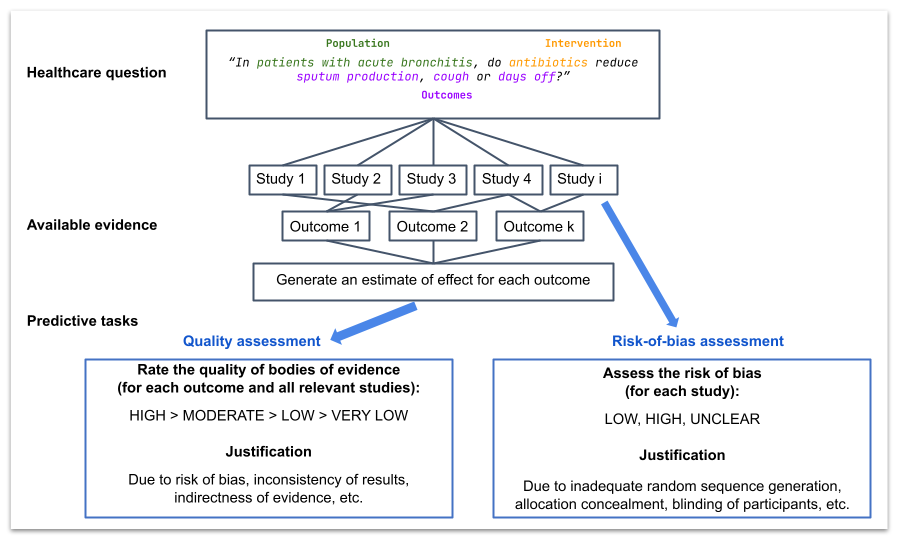 Population Intervention
Healthcare question
“In patients with acute bronchitis, do antibiotics reduce
sputum production, cough or days off?”
Outcomes
Study 1 Study 2 Study 3 Study 4 Study i
Available evidence
Outcome 1 Outcome 2 Outcome k
Generate an estimate of effect for each outcome
Predictive tasks
Quality assessment
Rate the quality of bodies of evidence
(for each outcome and all relevant studies):
HIGH > MODERATE > LOW > VERY LOW
Justification
Due to risk of bias, inconsistency of results,
indirectness of evidence, etc.
Risk-of-bias assessment
Assess the risk of bias
(for each study):
LOW, HIGH, UNCLEAR
Justification
Due to inadequate random sequence generation,
allocation concealment, blinding of participants, etc.